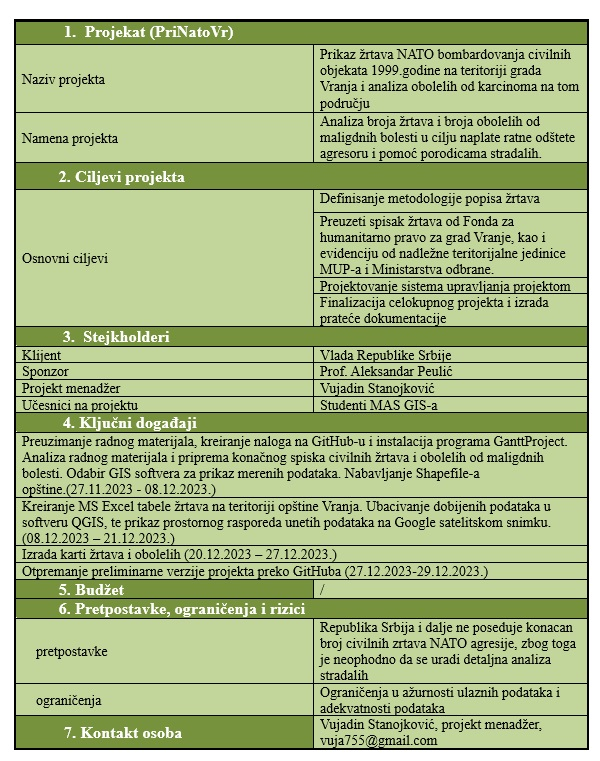 1. Projekat (PriNatoVr)
Naziv projekta
Prikaz žrtava NATO bombardovanja civilnih
objekata 1999.godine na teritoriji grada
Vranja i analiza obolelih od karcinoma na tom
području
Namena projekta
Analiza broja žrtava i broja obolelih od
maligdnih bolesti u cilju naplate ratne odštete
agresoru i pomoć porodicama stradalih.
2. Ciljevi projekta
Osnovni ciljevi
Definisanje metodologije popisa žrtava
Preuzeti spisak žrtava od Fonda za
humanitarno pravo za grad Vranje, kao i
evidenciju od nadležne teritorijalne jedinice
MUP-a i Ministarstva odbrane.
Projektovanje sistema upravljanja projektom
Finalizacija celokupnog projekta i izrada
prateće dokumentacije
3. Stejkholderi
Klijent
Vlada Republike Srbije
Sponzor
Prof. Aleksandar Peulić
Projekt menadžer
Vujadin Stanojković
Učesnici na projektu
Studenti MAS GIS-a
4. Ključni događaji
Preuzimanje radnog materijala, kreiranje naloga na GitHub-u i instalacija programa GanttProject.
Analiza radnog materijala i priprema konačnog spiska civilnih žrtava i obolelih od maligdnih
bolesti. Odabir GIS softvera za prikaz merenih podataka. Nabavljanje Shapefile-a
opštine.(27.11.2023 - 08.12.2023.)
Kreiranje MS Excel tabele žrtava na teritoriji opštine Vranja. Ubacivanje dobijenih podataka u
softveru QGIS, te prikaz prostornog rasporeda unetih podataka na Google satelitskom snimku.
(08.12.2023 – 21.12.2023.)
Izrada karti žrtava i obolelih (20.12.2023 – 27.12.2023.)
Otpremanje preliminarne verzije projekta preko GitHuba (27.12.2023-29.12.2023.)
5. Budžet
/
6. Pretpostavke, ograničenja i rizici
pretpostavke
Republika Srbija i dalje ne poseduje konacan
broj civilnih zrtava NATO agresije, zbog toga
je neophodno da se uradi detaljna analiza
stradalih
ograničenja
Ograničenja u ažurnosti ulaznih podataka i
adekvatnosti podataka
7. Kontakt osoba
Vujadin Stanojković, projekt menadžer,
vuja755@gmail.com